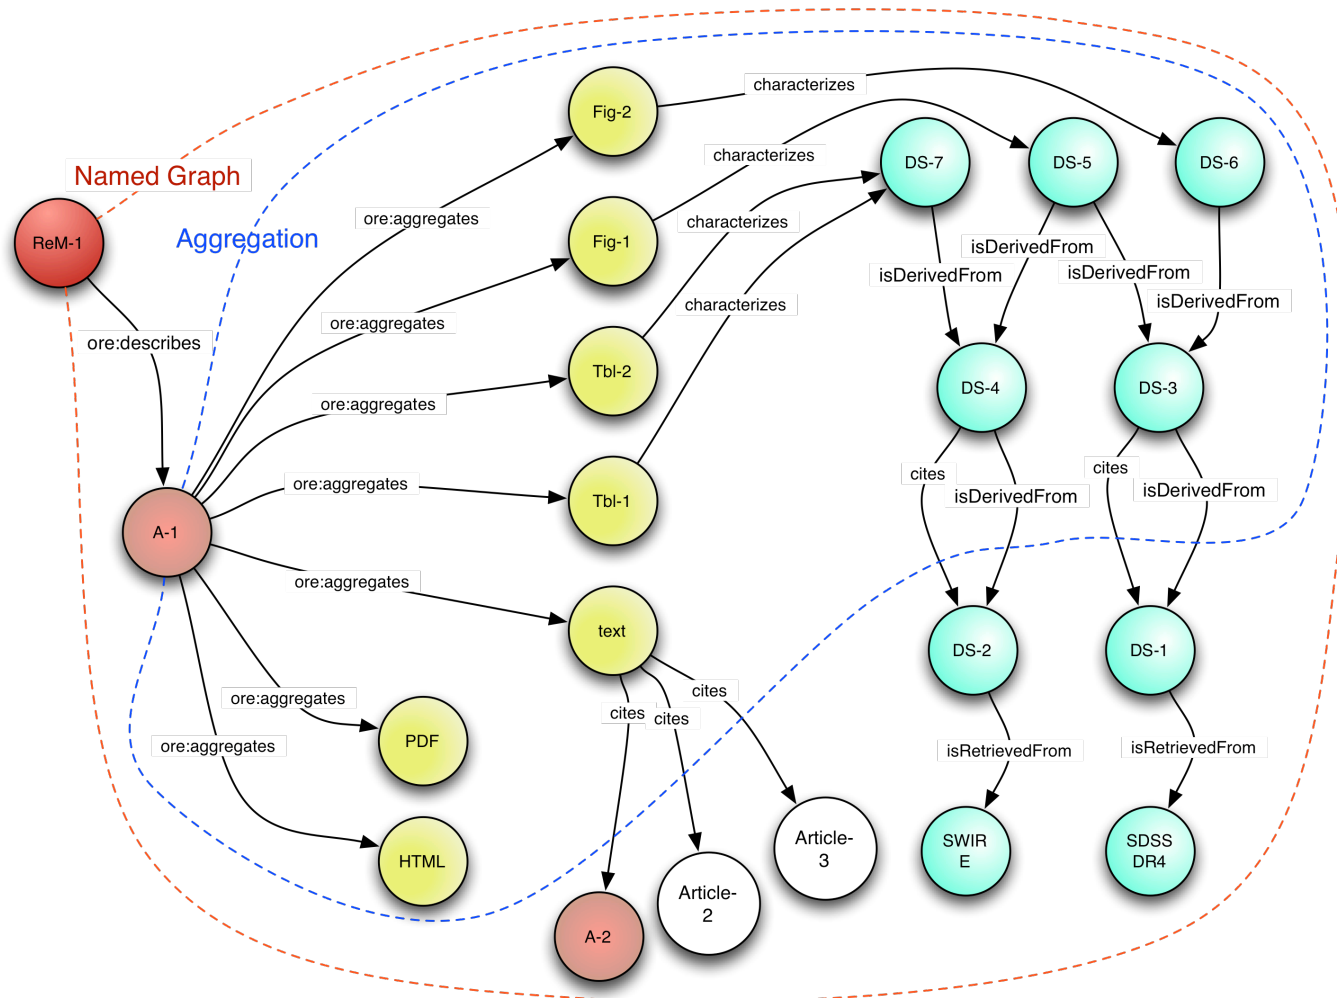 Fig-2
characterizes
DS-7
DS-5
DS-6
characterizes
Named Graph
ore:aggregates
characterizes
ReM-1
Aggregation
Fig-1
isDerivedFrom
isDerivedFrom
isDerivedFrom
isDerivedFrom
characterizes
ore:describes
ore:aggregates
Tbl-2
DS-4
DS-3
ore:aggregates
cites
isDerivedFrom
cites
isDerivedFrom
ore:aggregates
Tbl-1
A-1
ore:aggregates
text
DS-2
DS-1
ore:aggregates
cites
cites
cites
PDF
ore:aggregates
isRetrievedFrom
isRetrievedFrom
HTML
Article-
3
SWIR
E
SDSS
DR4
Article-
2
A-2